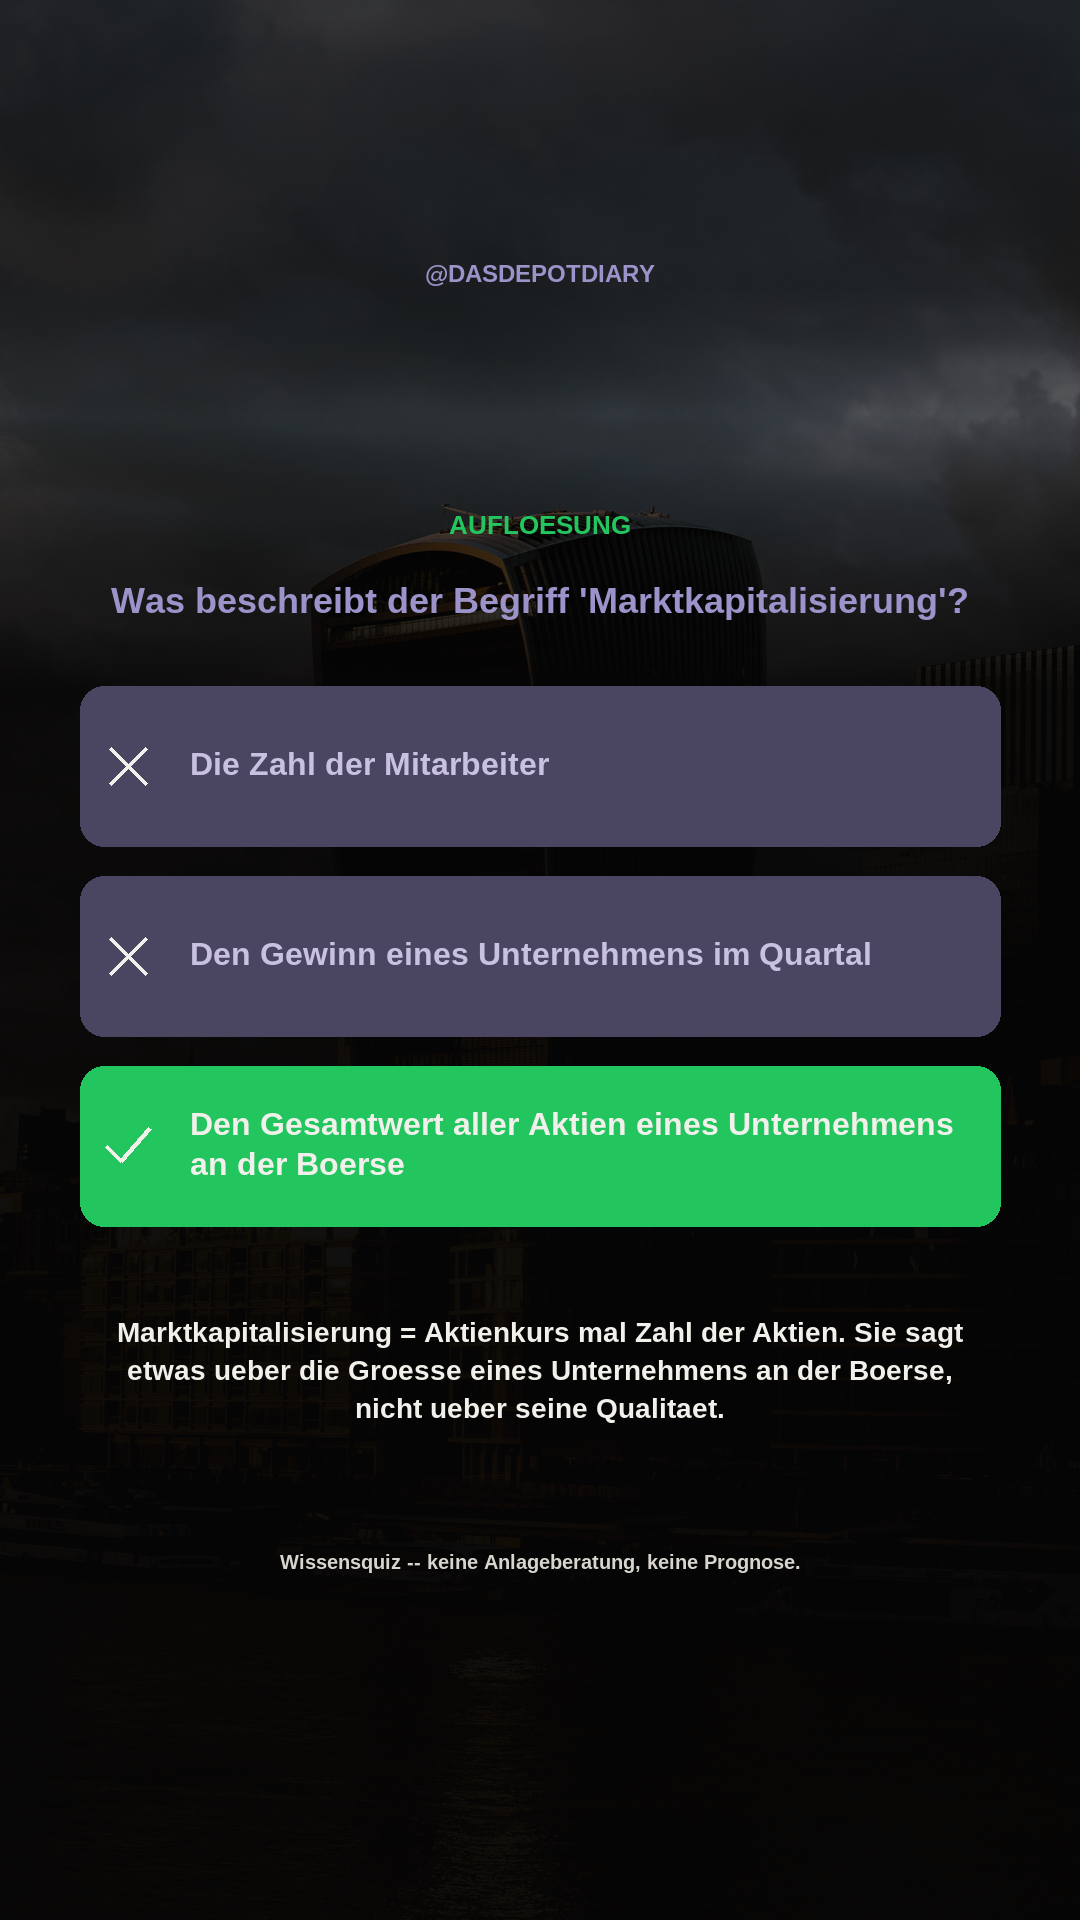 @DASDEPOTDIARY
AUFLOESUNG
Was beschreibt der Begriff 'Marktkapitalisierung'?
Die Zahl der Mitarbeiter
Den Gewinn eines Unternehmens im Quartal
Den Gesamtwert aller Aktien eines Unternehmens
an der Boerse
Marktkapitalisierung = Aktienkurs mal Zahl der Aktien. Sie sagt
etwas ueber die Groesse eines Unternehmens an der Boerse,
nicht ueber seine Qualitaet.
Wissensquiz -- keine Anlageberatung, keine Prognose.